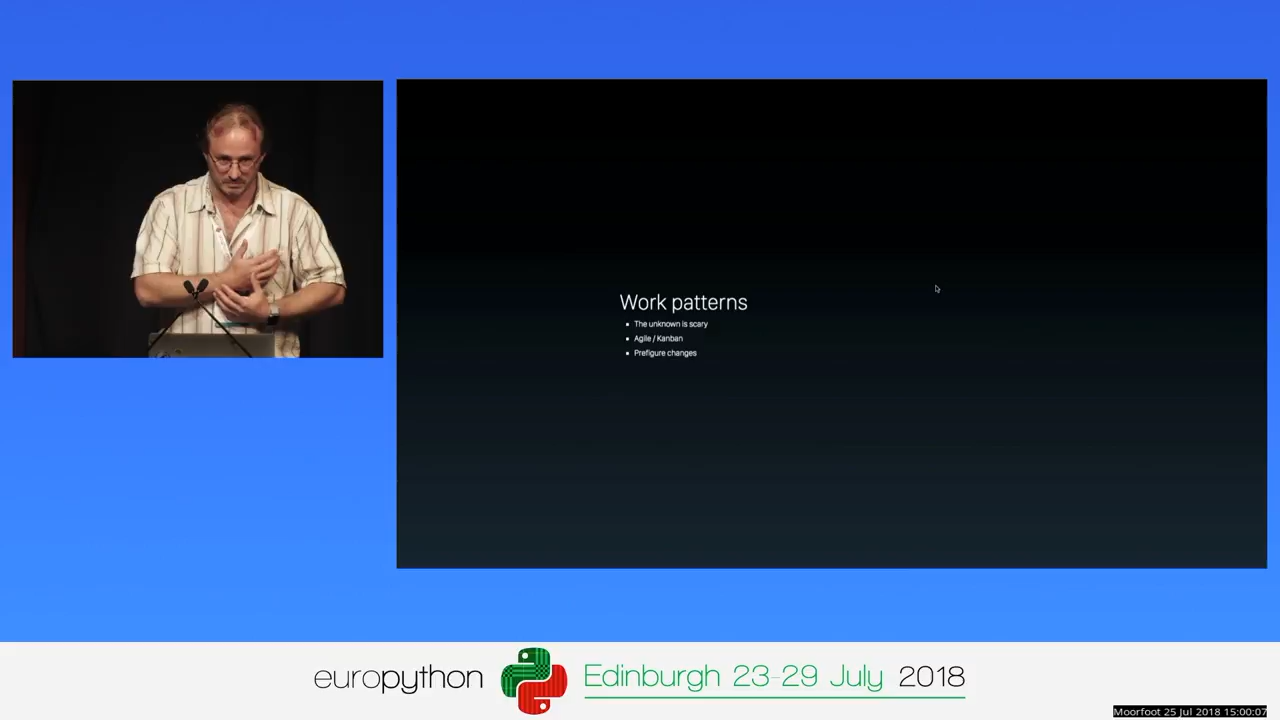 Work patterns
The unknown is scary
Agile / Kanban
Prefigure changes
europython Edinburgh 23-29 July 2018
Moorfoot 25 Jul 2018 15:00:07